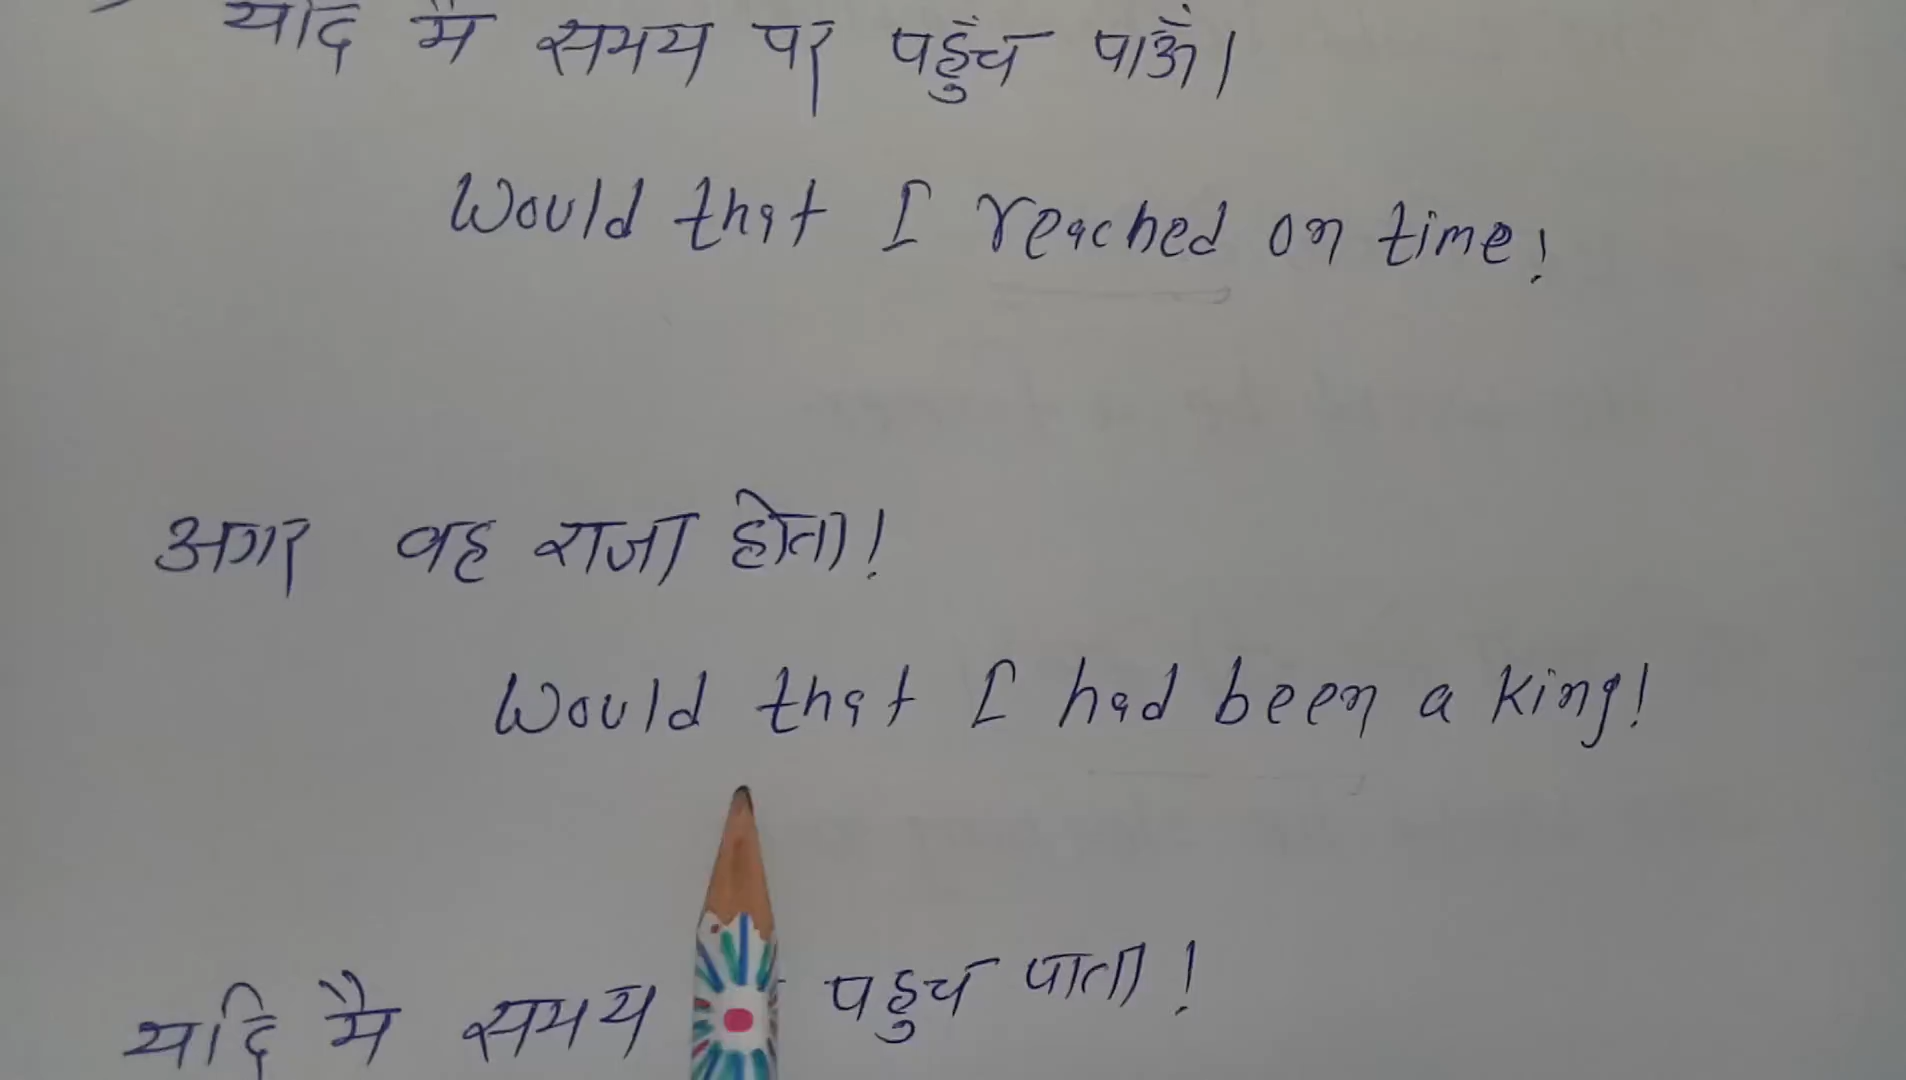 यदि मैं समय पर पहुँच पाऊँ।
Would that I reached on time!
अगर वह राजा होता!
Would that I had been a king!
यदि मै समय पहुच पाता!